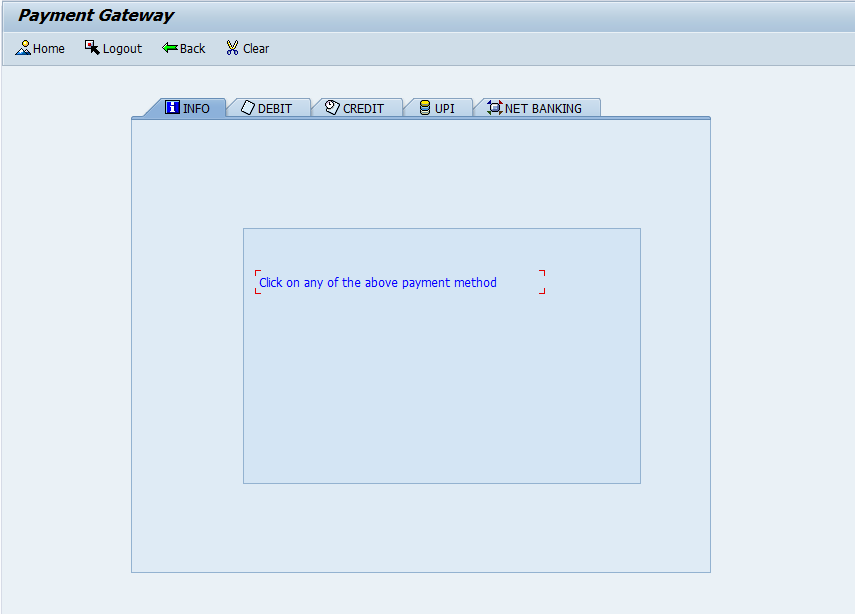 Payment Gateway
Home Logout Back Clear
INFO DEBIT CREDIT UPI NET BANKING
Click on any of the above payment method